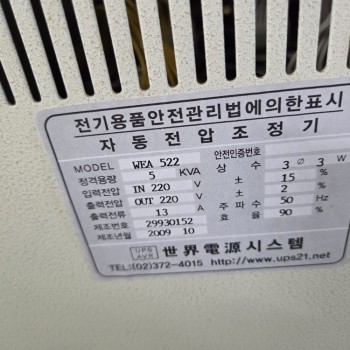 전기용품안전관리법에의한표시
자동전압조정기
MODEL WEA 522 안전인증번호
정격용량 5 KVA 상수 3 Ø 3 W
입력전압 IN 220 V ± 15 %
출력전압 OUT 220 V ± 2 %
출력전류 13 A 주파수 50 Hz
제조번호 29930152 효율 90 %
제조년월 2009 10
UPS AVR 世界電源시스템
TEL:(02)372-4015 http://www.ups21.net